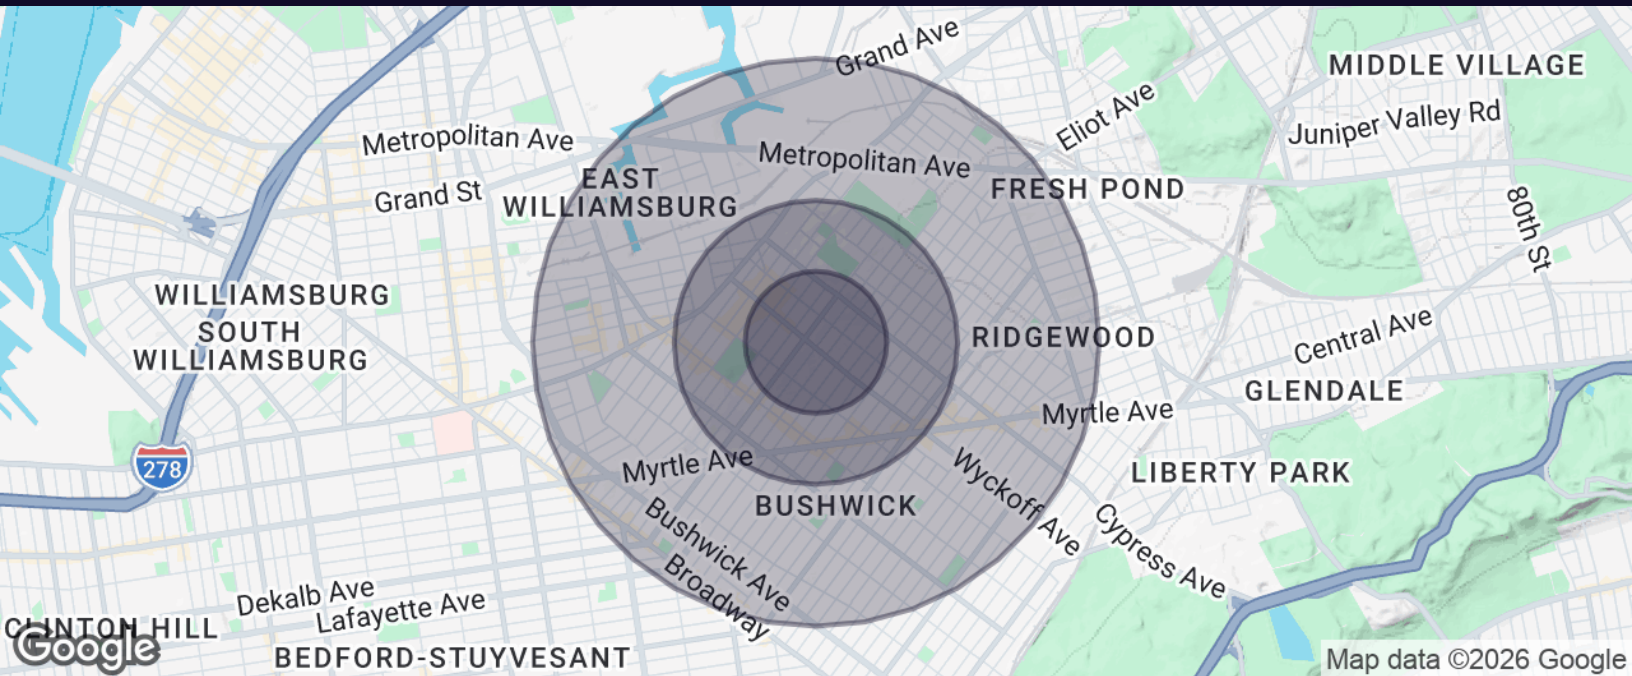 Grand Ave
MIDDLE VILLAGE
Eliot Ave
Juniper Valley Rd
Metropolitan Ave
Metropolitan Ave
Grand St
EAST
WILLIAMSBURG
FRESH POND
80th St
WILLIAMSBURG
SOUTH
WILLIAMSBURG
RIDGEWOOD
Central Ave
GLENDALE
Myrtle Ave
278
Myrtle Ave
LIBERTY PARK
Wyckoff Ave
BUSHWICK
Bushwick Ave
Cypress Ave
Broadway
Dekalb Ave
Lafayette Ave
CLINTON HILL
Google
BEDFORD-STUYVESANT
Map data ©2026 Google